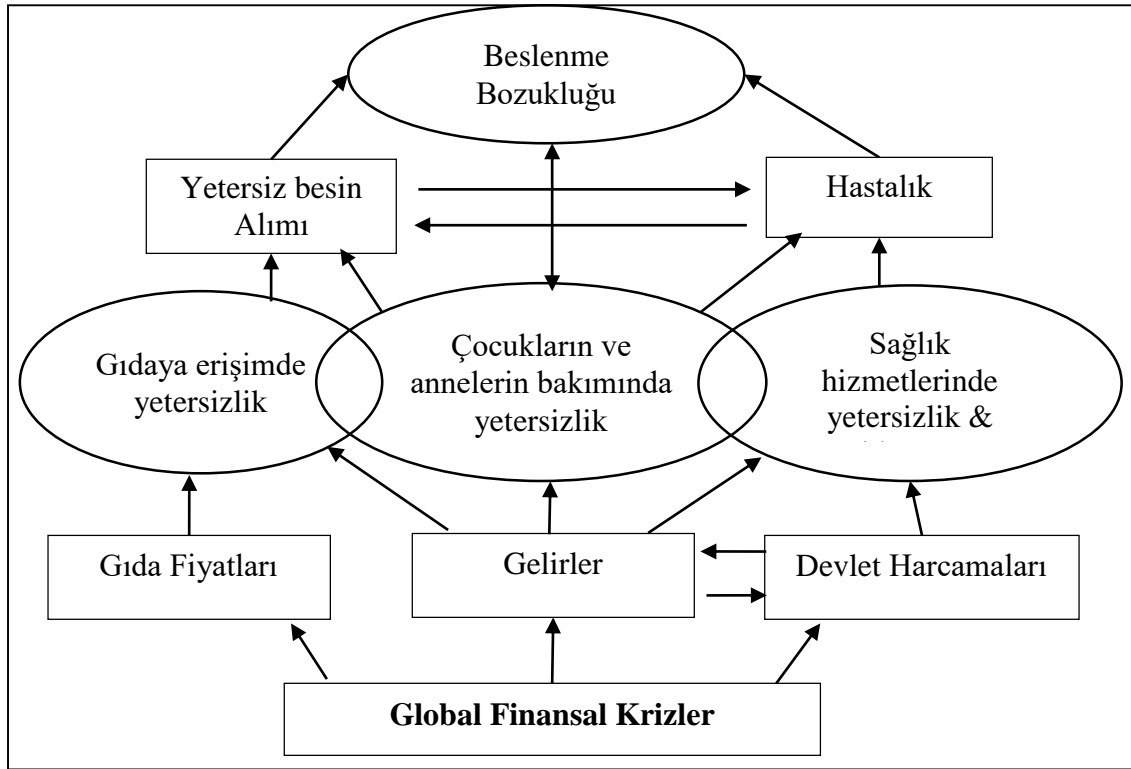 Beslenme
Bozukluğu
Yetersiz besin
Alımı
Hastalık
Gıdaya erişimde
yetersizlik
Çocukların ve
annelerin bakımında
yetersizlik
Sağlık
hizmetlerinde
yetersizlik &
Gıda Fiyatları
Gelirler
Devlet Harcamaları
Global Finansal Krizler